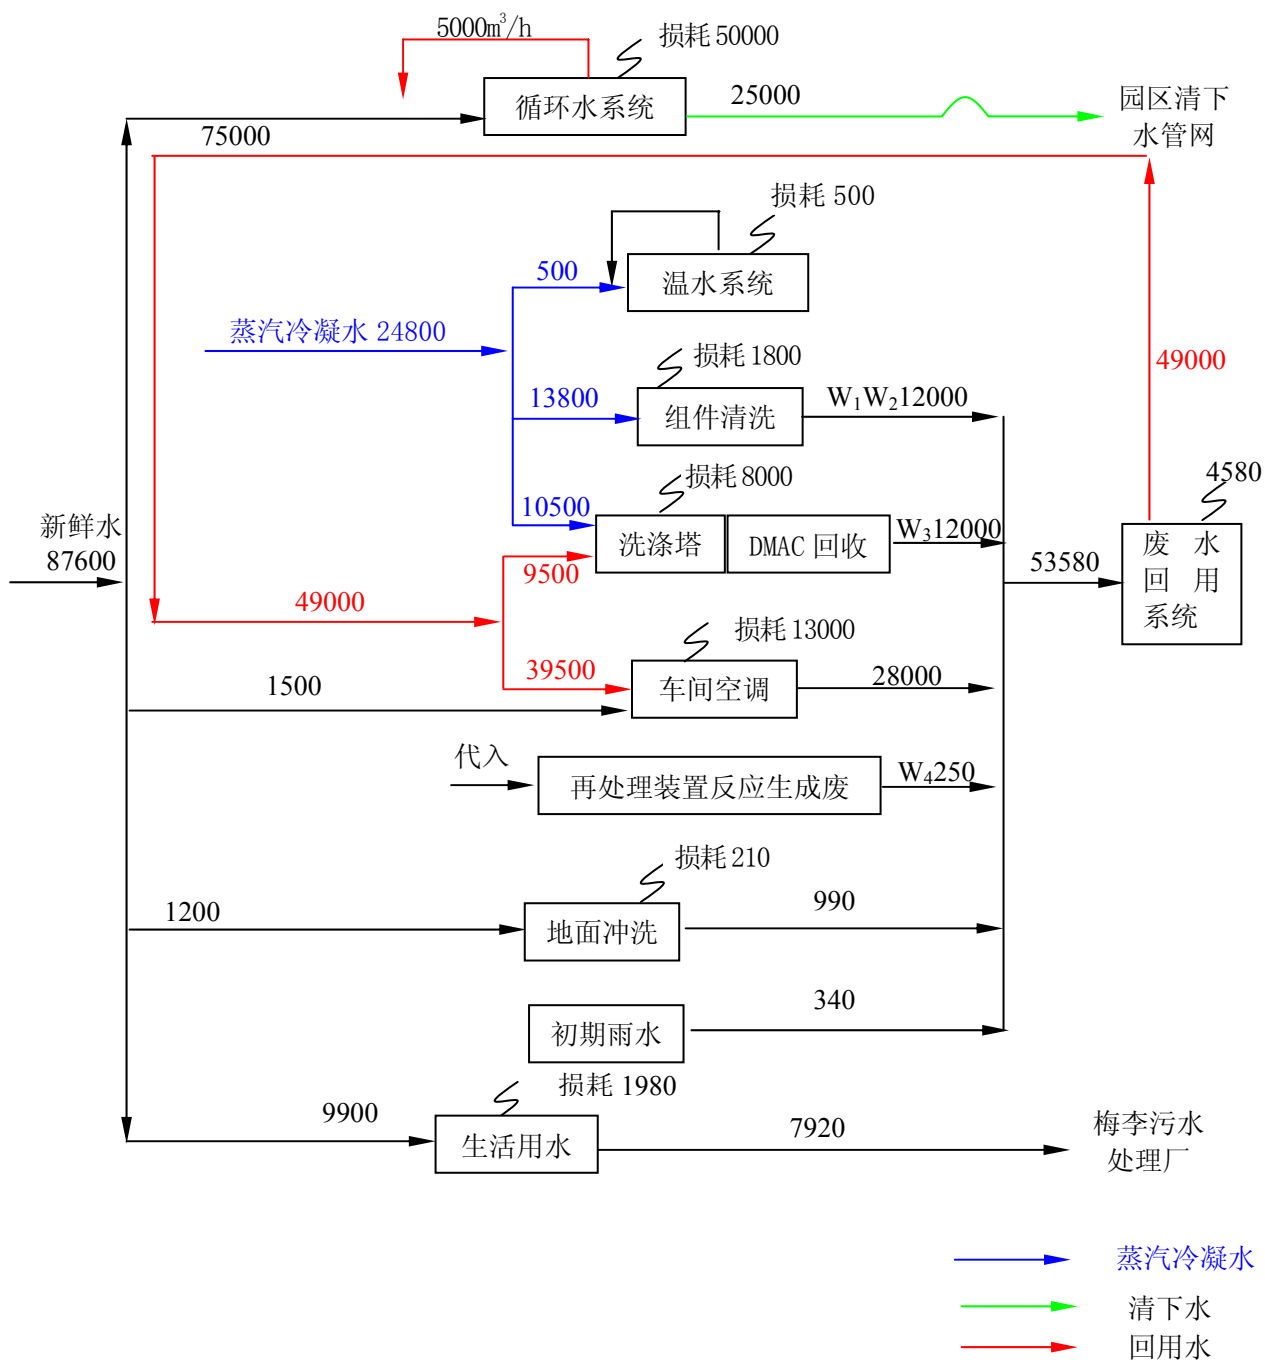 5000m³/h
损耗 50000
循环水系统
25000
园区清下
水管网
75000
损耗 500
500
温水系统
蒸汽冷凝水 24800
损耗 1800
49000
13800
组件清洗
W₁W₂12000
损耗 8000
4580
10500
新鲜水
87600
洗涤塔
DMAC 回收
W₃12000
废 水
回 用
系统
53580
9500
49000
损耗 13000
39500
车间空调
28000
1500
代入
再处理装置反应生成废
W₄250
损耗 210
1200
地面冲洗
990
初期雨水
340
损耗 1980
9900
生活用水
7920
梅李污水
处理厂
蒸汽冷凝水
清下水
回用水